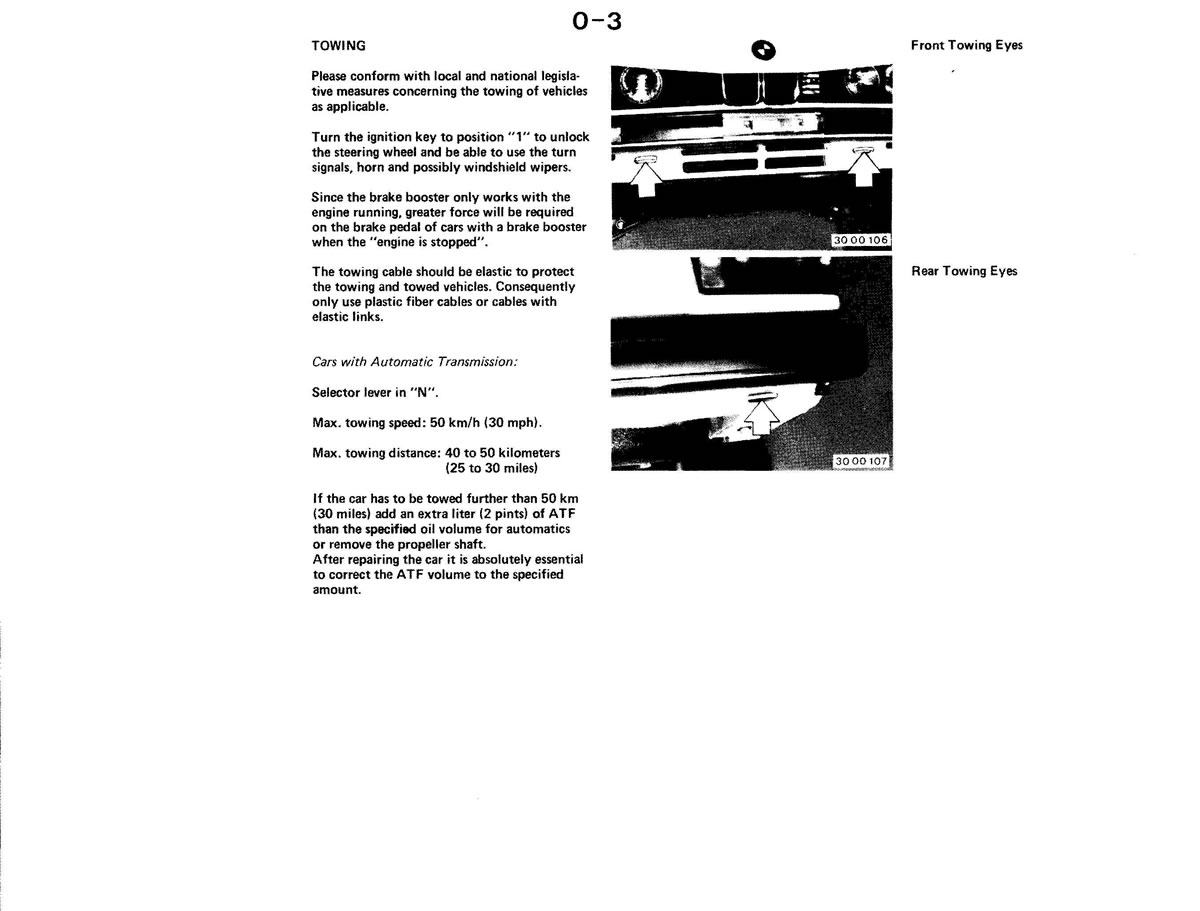 0-3
TOWING
Please conform with local and national legisla-
tive measures concerning the towing of vehicles
as applicable.
Turn the ignition key to position "1" to unlock
the steering wheel and be able to use the turn
signals, horn and possibly windshield wipers.
Since the brake booster only works with the
engine running, greater force will be required
on the brake pedal of cars with a brake booster
when the "engine is stopped".
The towing cable should be elastic to protect
the towing and towed vehicles. Consequently
only use plastic fiber cables or cables with
elastic links.
Cars with Automatic Transmission:
Selector lever in "N".
Max. towing speed: 50 km/h (30 mph).
Max. towing distance: 40 to 50 kilometers
(25 to 30 miles)
If the car has to be towed further than 50 km
(30 miles) add an extra liter (2 pints) of ATF
than the specified oil volume for automatics
or remove the propeller shaft.
After repairing the car it is absolutely essential
to correct the ATF volume to the specified
amount.
Front Towing Eyes
30 00 106
Rear Towing Eyes
30 00 107